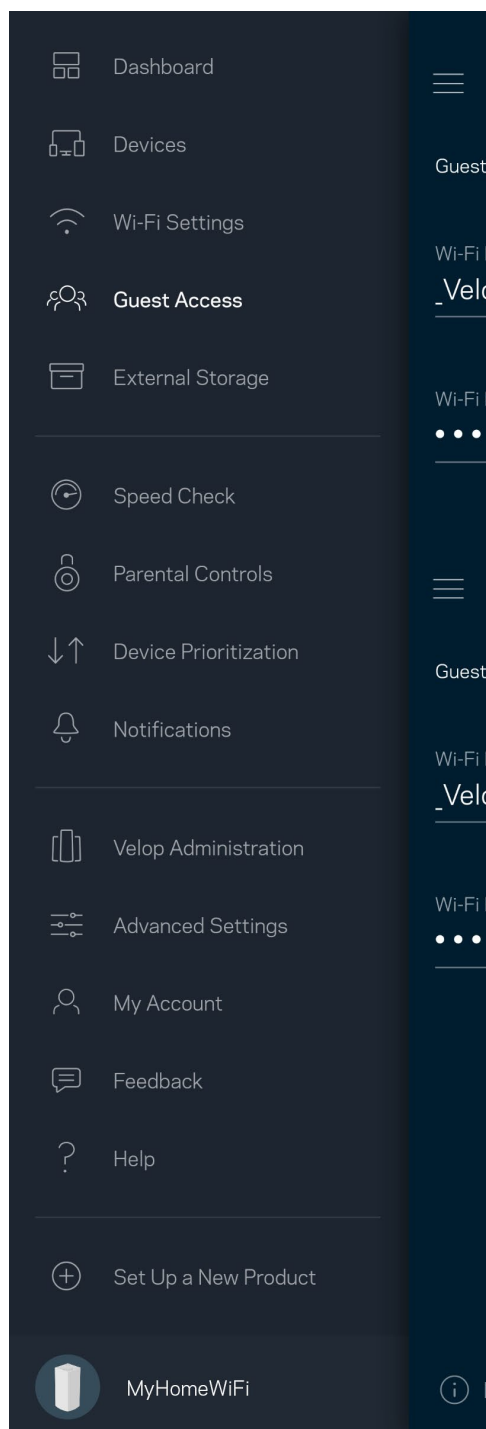 Dashboard
Devices
Wi-Fi Settings
Guest Access
External Storage
Speed Check
Parental Controls
Device Prioritization
Notifications
Velop Administration
Advanced Settings
My Account
Feedback
Help
Set Up a New Product
MyHomeWiFi
Guest
Wi-Fi
Wi-Fi
Guest
Wi-Fi
Wi-Fi